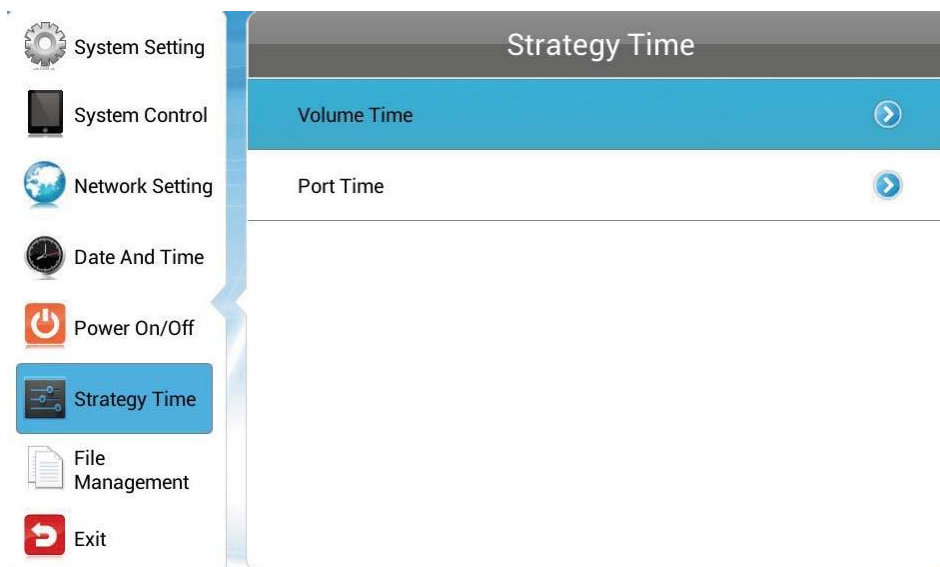 System Setting
System Control
Network Setting
Date And Time
Power On/Off
Strategy Time
File
Management
Exit
Strategy Time
Volume Time
Port Time